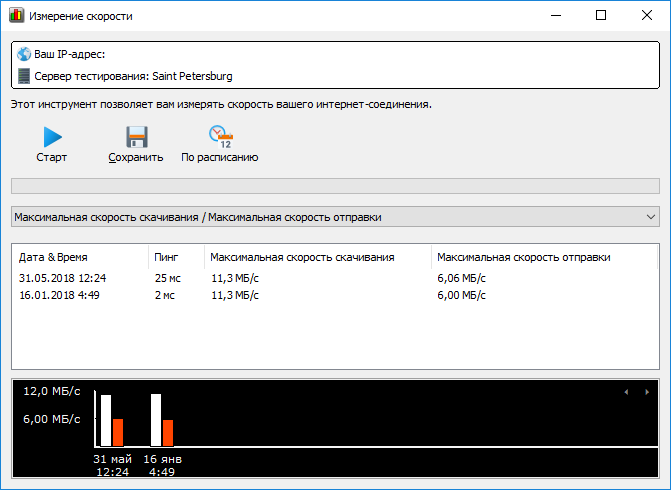 Измерение скорости
Ваш IP-адрес:
Сервер тестирования: Saint Petersburg
Этот инструмент позволяет вам измерять скорость вашего интернет-соединения.
12
Старт Сохранить По расписанию
Максимальная скорость скачивания / Максимальная скорость отправки
Дата & Время Пинг Максимальная скорость скачивания Максимальная скорость отправки
31.05.2018 12:24 25 мс 11,3 МБ/с 6,06 МБ/с
16.01.2018 4:49 2 мс 11,3 МБ/с 6,00 МБ/с
12,0 МБ/с
6,00 МБ/с
31 май 16 янв
12:24 4:49